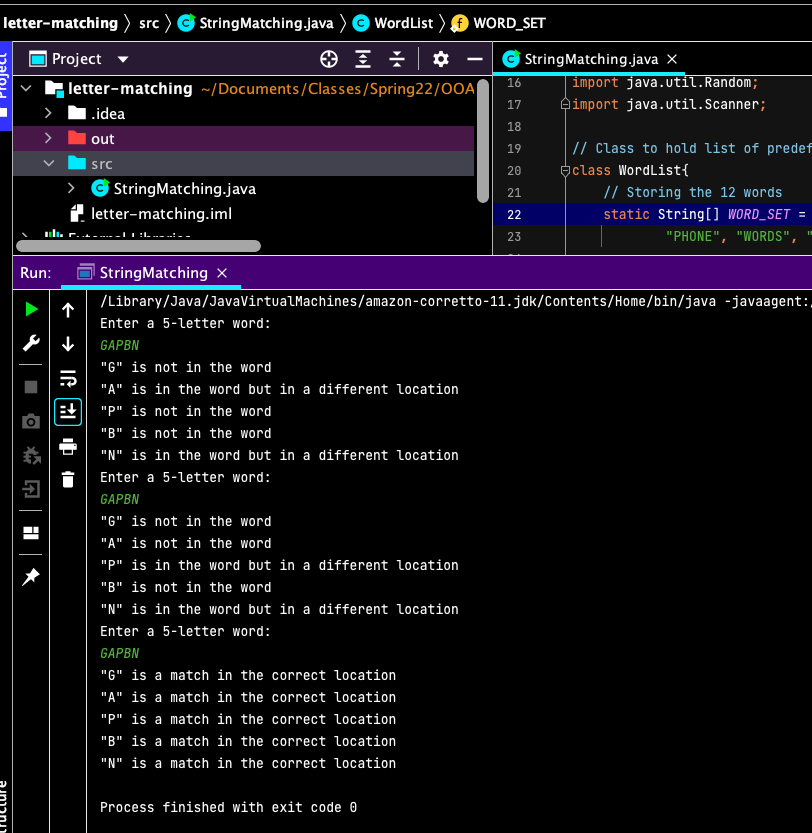 letter-matching 〉 src 〉 StringMatching.java 〉 WordList 〉 WORD_SET
Project
Project
StringMatching.java ×
letter-matching ~/Documents/Classes/Spring22/OOA
.idea
out
src
StringMatching.java
letter-matching.iml
External Libraries
16 import java.util.Random;
17 import java.util.Scanner;
18
19 // Class to hold list of predef
20 class WordList{
21 // Storing the 12 words
22 static String[] WORD_SET =
23 "PHONE", "WORDS", "
Run: StringMatching ×
/Library/Java/JavaVirtualMachines/amazon-corretto-11.jdk/Contents/Home/bin/java -javaagent:/
Enter a 5-letter word:
GAPBN
"G" is not in the word
"A" is in the word but in a different location
"P" is not in the word
"B" is not in the word
"N" is in the word but in a different location
Enter a 5-letter word:
GAPBN
"G" is not in the word
"A" is not in the word
"P" is in the word but in a different location
"B" is not in the word
"N" is in the word but in a different location
Enter a 5-letter word:
GAPBN
"G" is a match in the correct location
"A" is a match in the correct location
"P" is a match in the correct location
"B" is a match in the correct location
"N" is a match in the correct location
Process finished with exit code 0
ructure